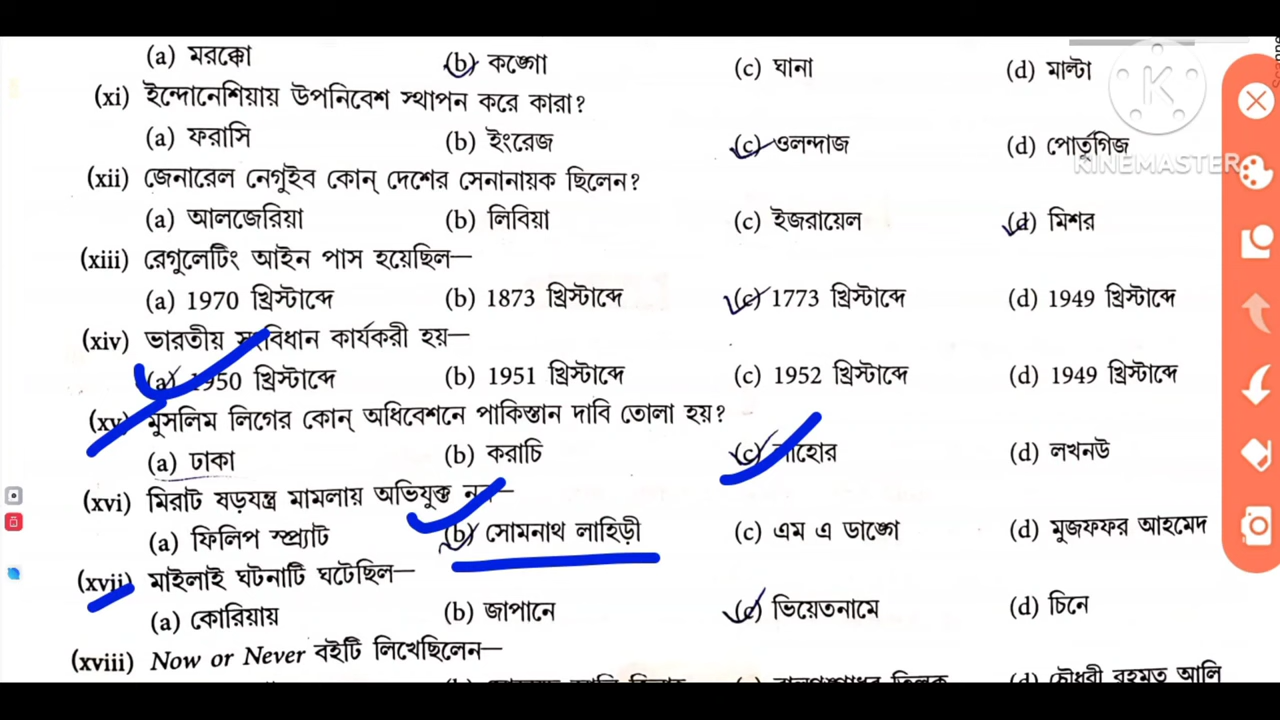 (a) মরক্কো (b) কঙ্গো (c) ঘানা (d) মাল্টা
(xi) ইন্দোনেশিয়ায় উপনিবেশ স্থাপন করে কারা?
(a) ফরাসি (b) ইংরেজ (c) ওলন্দাজ (d) পোর্তুগিজ
KINEMASTER
(xii) জেনারেল নেগুইব কোন্ দেশের সেনানায়ক ছিলেন?
(a) আলজেরিয়া (b) লিবিয়া (c) ইজরায়েল (d) মিশর
(xiii) রেগুলেটিং আইন পাস হয়েছিল—
(a) 1970 খ্রিস্টাব্দে (b) 1873 খ্রিস্টাব্দে (c) 1773 খ্রিস্টাব্দে (d) 1949 খ্রিস্টাব্দে
(xiv) ভারতীয় সংবিধান কার্যকরী হয়—
(a) 1950 খ্রিস্টাব্দে (b) 1951 খ্রিস্টাব্দে (c) 1952 খ্রিস্টাব্দে (d) 1949 খ্রিস্টাব্দে
(xv) মুসলিম লিগের কোন্ অধিবেশনে পাকিস্তান দাবি তোলা হয়?
(a) ঢাকা (b) করাচি (c) লাহোর (d) লখনউ
(xvi) মিরাট ষড়যন্ত্র মামলায় অভিযুক্ত নন—
(a) ফিলিপ স্প্র্যাট (b) সোমনাথ লাহিড়ী (c) এম এ ডাঙ্গে (d) মুজফফর আহমেদ
(xvii) মাইলাই ঘটনাটি ঘটেছিল—
(a) কোরিয়ায় (b) জাপানে (c) ভিয়েতনামে (d) চিনে
(xviii) Now or Never বইটি লিখেছিলেন—
(d) চৌধুরী রহমত আলি